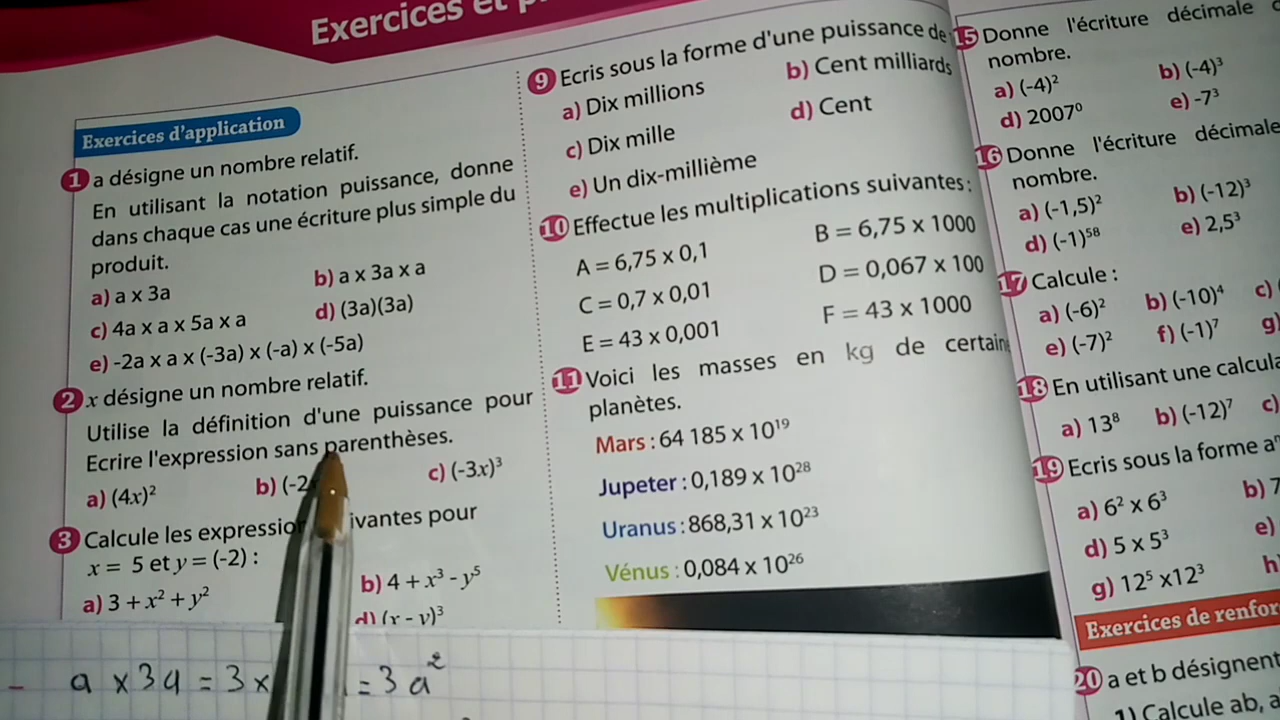 Exercices et
Exercices d'application
1 a désigne un nombre relatif.
En utilisant la notation puissance, donne
dans chaque cas une écriture plus simple du
produit.
a) a x 3a b) a x 3a x a
c) 4a x a x 5a x a d) (3a)(3a)
e) -2a x a x (-3a) x (-a) x (-5a)
2 x désigne un nombre relatif.
Utilise la définition d'une puissance pour
Ecrire l'expression sans parenthèses.
a) (4x)² b) (-2 c) (-3x)³
3 Calcule les expression ivantes pour
x = 5 et y = (-2) :
a) 3 + x² + y² b) 4 + x³ - y⁵
d) (x - y)³
9 Ecris sous la forme d'une puissance de
a) Dix millions b) Cent milliards
c) Dix mille d) Cent
e) Un dix-millième
10 Effectue les multiplications suivantes :
A = 6,75 x 0,1 B = 6,75 x 1000
C = 0,7 x 0,01 D = 0,067 x 100
E = 43 x 0,001 F = 43 x 1000
11 Voici les masses en kg de certain
planètes.
Mars : 64 185 x 10¹⁹
Jupeter : 0,189 x 10²⁸
Uranus : 868,31 x 10²³
Vénus : 0,084 x 10²⁶
15 Donne l'écriture décimale
nombre.
a) (-4)² b) (-4)³
d) 2007⁰ e) -7³
16 Donne l'écriture décimale
nombre.
a) (-1,5)² b) (-12)³
d) (-1)⁵⁸ e) 2,5³
17 Calcule :
a) (-6)² b) (-10)⁴ c)
e) (-7)² f) (-1)⁷ g)
18 En utilisant une calcula
a) 13⁸ b) (-12)⁷ c)
19 Ecris sous la forme aⁿ
a) 6² x 6³ b) 7
d) 5 x 5³ e)
g) 12⁵ x12³ h
Exercices de renfor
20 a et b désignent
1) Calcule ab, a
- a x 3a = 3 x = 3 a²